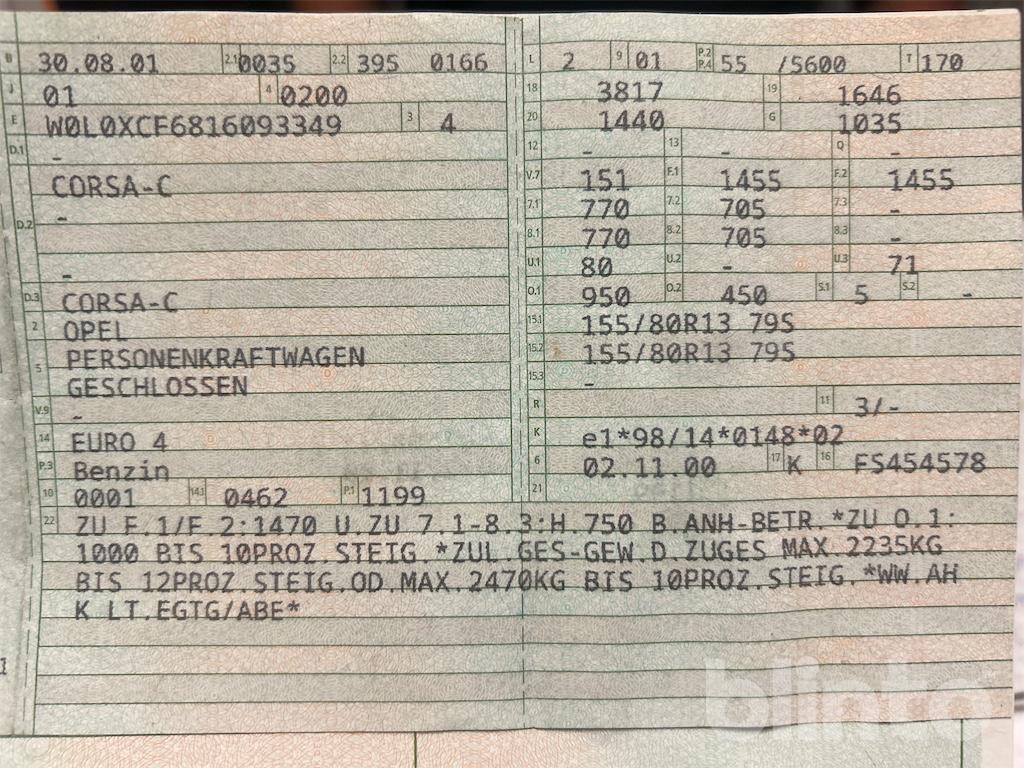 B 30.08.01 2.1 0035 2.2 395 0166
J 01 4 0200
E W0L0XCF6816093349 3 4
D.1 -
CORSA-C
D.2 -
-
D.3 CORSA-C
2 OPEL
5 PERSONENKRAFTWAGEN
GESCHLOSSEN
V.9 -
14 EURO 4
P.3 Benzin
10 0001 14.1 0462 P.1 1199
L 2 9 01 P.2 P.4 55 /5600 T 170
18 3817 19 1646
20 1440 G 1035
12 - 13 - Q -
V.7 151 F.1 1455 F.2 1455
7.1 770 7.2 705 7.3 -
8.1 770 8.2 705 8.3 -
U.1 80 U.2 - U.3 71
O.1 950 O.2 450 S.1 5 S.2 -
15.1 155/80R13 79S
15.2 155/80R13 79S
15.3 -
R 11 3/-
K e1*98/14*0148*02
6 02.11.00 17 K 16 FS454578
21
22 ZU F.1/F.2:1470 U.ZU 7.1-8.3:H.750 B.ANH-BETR.*ZU O.1:
1000 BIS 10PROZ.STEIG.*ZUL.GES-GEW.D.ZUGES MAX.2235KG
BIS 12PROZ.STEIG.OD.MAX.2470KG BIS 10PROZ.STEIG.*WW.AH
K LT.EGTG/ABE*
blinto